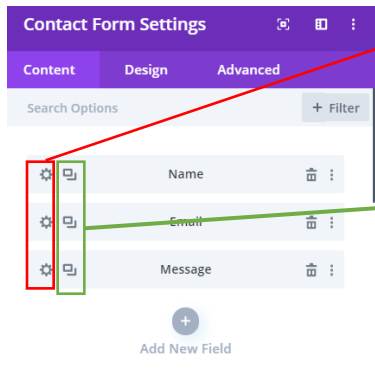 Contact Form Settings
Content Design Advanced
Search Options + Filter
Name
Email
Message
+
Add New Field